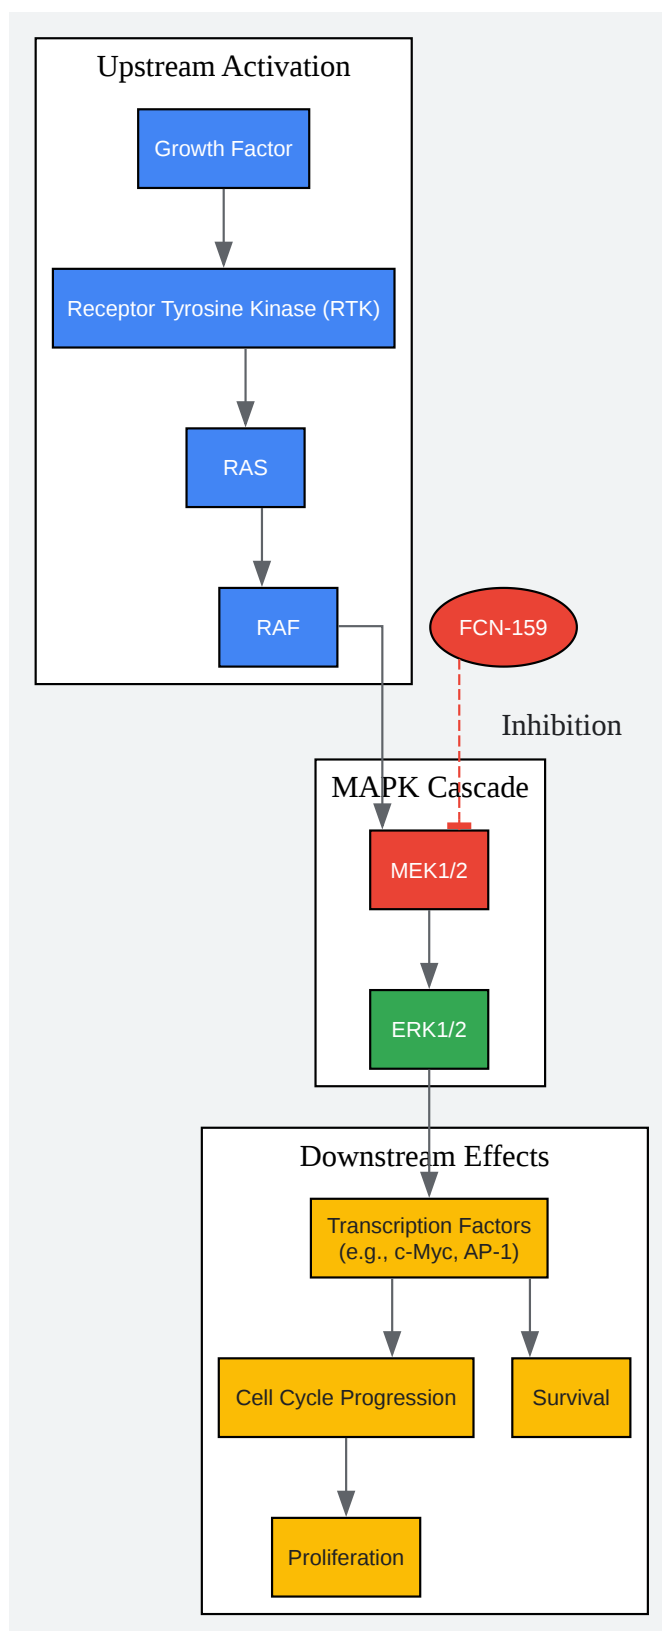 Upstream Activation
Growth Factor
Receptor Tyrosine Kinase (RTK)
RAS
RAF
FCN-159
Inhibition
MAPK Cascade
MEK1/2
ERK1/2
Downstream Effects
Transcription Factors
(e.g., c-Myc, AP-1)
Cell Cycle Progression
Survival
Proliferation